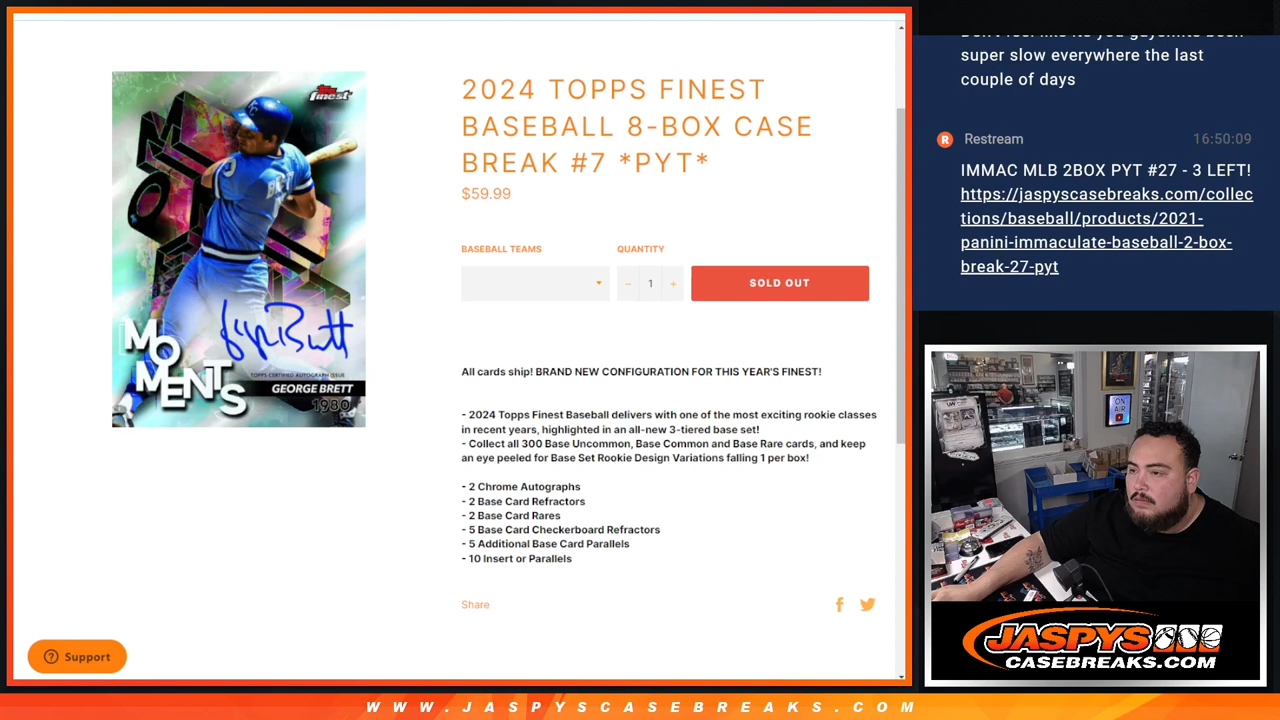 2024 TOPPS FINEST
BASEBALL 8-BOX CASE
BREAK #7 *PYT*
$59.99
BASEBALL TEAMS
QUANTITY
1
SOLD OUT
All cards ship! BRAND NEW CONFIGURATION FOR THIS YEAR'S FINEST!
- 2024 Topps Finest Baseball delivers with one of the most exciting rookie classes
in recent years, highlighted in an all-new 3-tiered base set!
- Collect all 300 Base Uncommon, Base Common and Base Rare cards, and keep
an eye peeled for Base Set Rookie Design Variations falling 1 per box!
- 2 Chrome Autographs
- 2 Base Card Refractors
- 2 Base Card Rares
- 5 Base Card Checkerboard Refractors
- 5 Additional Base Card Parallels
- 10 Insert or Parallels
Share
Support
Topps
finest
BRETT
MOMENTS
TOPPS CERTIFIED AUTOGRAPH ISSUE
GEORGE BRETT
1980
super slow everywhere the last
couple of days
Restream
16:50:09
IMMAC MLB 2BOX PYT #27 - 3 LEFT!
https://jaspyscasebreaks.com/collec
tions/baseball/products/2021-
panini-immaculate-baseball-2-box-
break-27-pyt
ON
AIR
JASPYS
CASEBREAKS.COM
WWW.JASPYSCASEBREAKS.COM